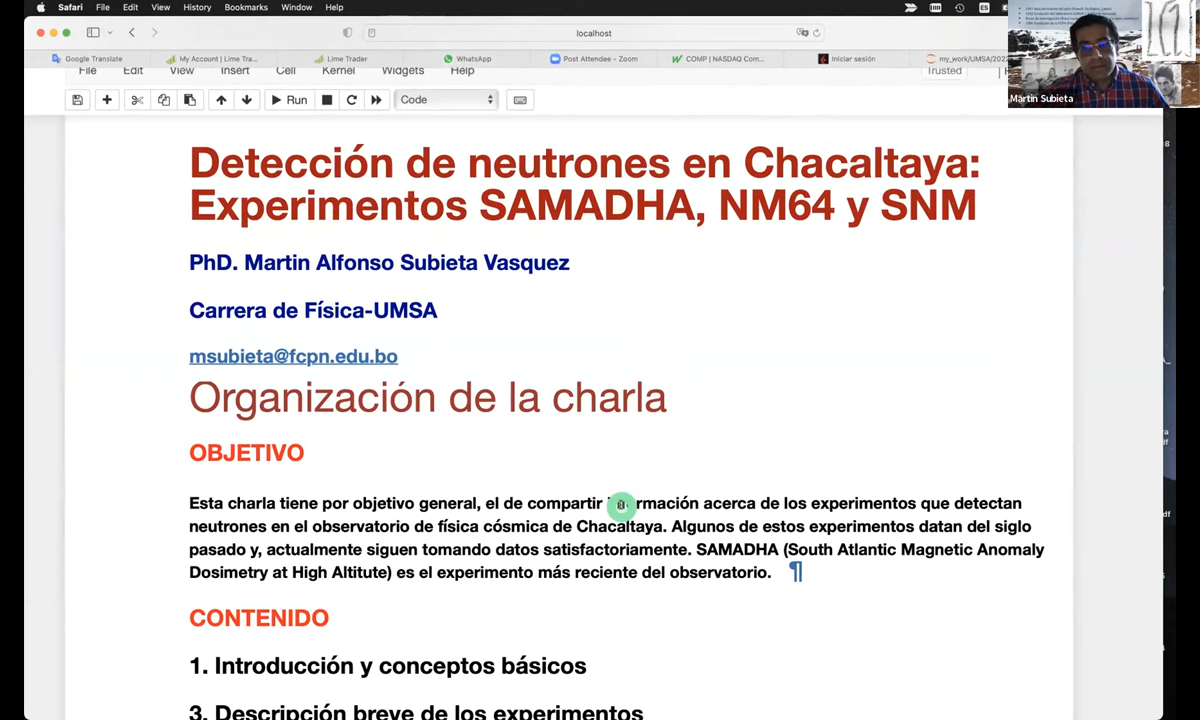 Safari File Edit View History Bookmarks Window Help
ES
localhost
Google Translate My Account | Lime Tra... Lime Trader WhatsApp Post Attendee - Zoom COMP | NASDAQ Com... Iniciar sesión my_work/UMSA/202
File Edit View Insert Cell Kernel Widgets Help Trusted
Run Code
Martin Subieta
Detección de neutrones en Chacaltaya:
Experimentos SAMADHA, NM64 y SNM
PhD. Martin Alfonso Subieta Vasquez
Carrera de Física-UMSA
msubieta@fcpn.edu.bo
Organización de la charla
OBJETIVO
Esta charla tiene por objetivo general, el de compartir información acerca de los experimentos que detectan
neutrones en el observatorio de física cósmica de Chacaltaya. Algunos de estos experimentos datan del siglo
pasado y, actualmente siguen tomando datos satisfactoriamente. SAMADHA (South Atlantic Magnetic Anomaly
Dosimetry at High Altitute) es el experimento más reciente del observatorio. ¶
CONTENIDO
1. Introducción y conceptos básicos
3. Descripción breve de los experimentos